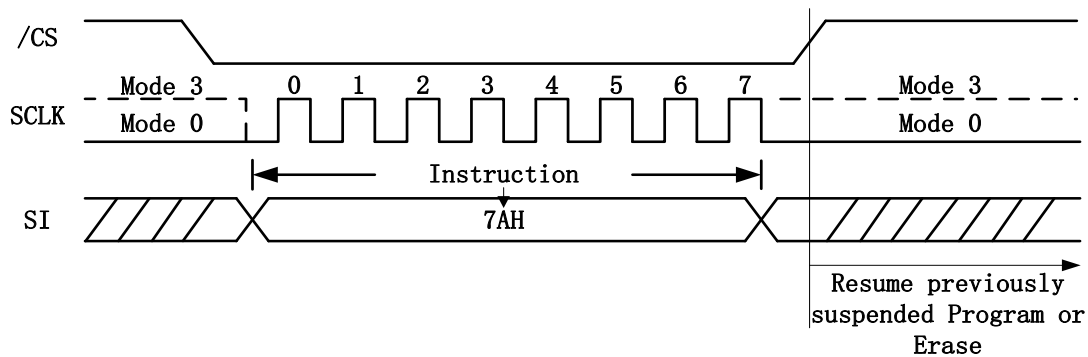 /CS
0 1 2 3 4 5 6 7
Mode 3
Mode 3
SCLK
Mode 0
Mode 0
Instruction
SI
7AH
Resume previously
suspended Program or
Erase